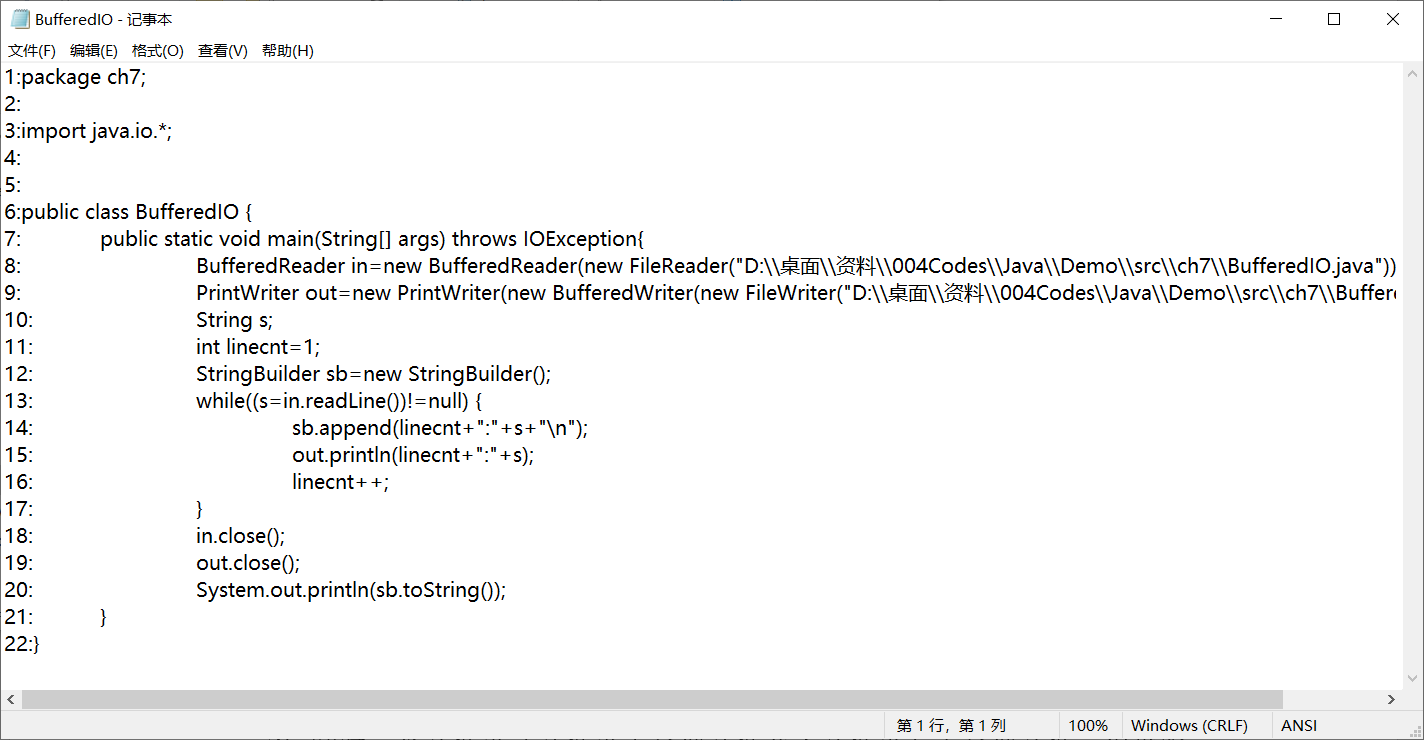 BufferedIO - 记事本
文件(F) 编辑(E) 格式(O) 查看(V) 帮助(H)
1:package ch7;
2:
3:import java.io.*;
4:
5:
6:public class BufferedIO {
7:	public static void main(String[] args) throws IOException{
8:		BufferedReader in=new BufferedReader(new FileReader("D:\\桌面\\资料\\004Codes\\Java\\Demo\\src\\ch7\\BufferedIO.java"))
9:		PrintWriter out=new PrintWriter(new BufferedWriter(new FileWriter("D:\\桌面\\资料\\004Codes\\Java\\Demo\\src\\ch7\\Buffere
10:		String s;
11:		int linecnt=1;
12:		StringBuilder sb=new StringBuilder();
13:		while((s=in.readLine())!=null) {
14:			sb.append(linecnt+":"+s+"\n");
15:			out.println(linecnt+":"+s);
16:			linecnt++;
17:		}
18:		in.close();
19:		out.close();
20:		System.out.println(sb.toString());
21:	}
22:}
第 1 行，第 1 列 100% Windows (CRLF) ANSI